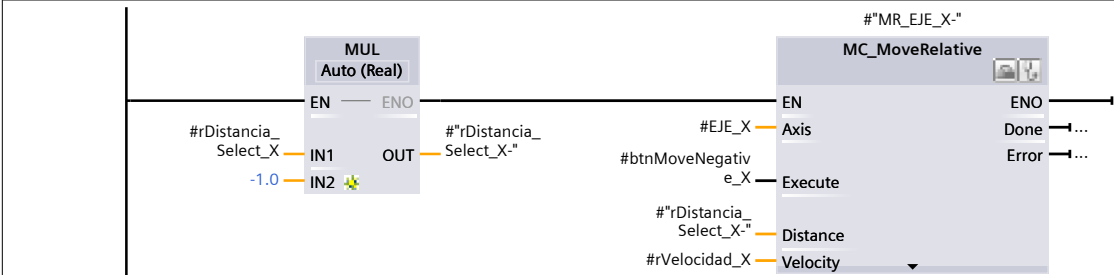 #"MR_EJE_X-"
MUL
Auto (Real)
EN
ENO
#rDistancia_
Select_X
IN1
OUT
#"rDistancia_
Select_X-"
-1.0
IN2
MC_MoveRelative
EN
ENO
#EJE_X
Axis
Done
...
Error
...
#btnMoveNegativ
e_X
Execute
#"rDistancia_
Select_X-"
Distance
#rVelocidad_X
Velocity